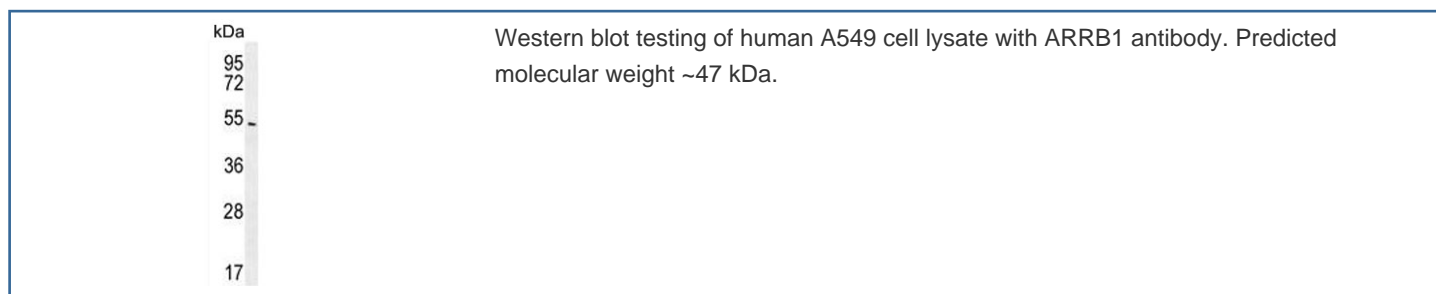 kDa
95
72
55
36
28
17
Western blot testing of human A549 cell lysate with ARRB1 antibody. Predicted
molecular weight ~47 kDa.